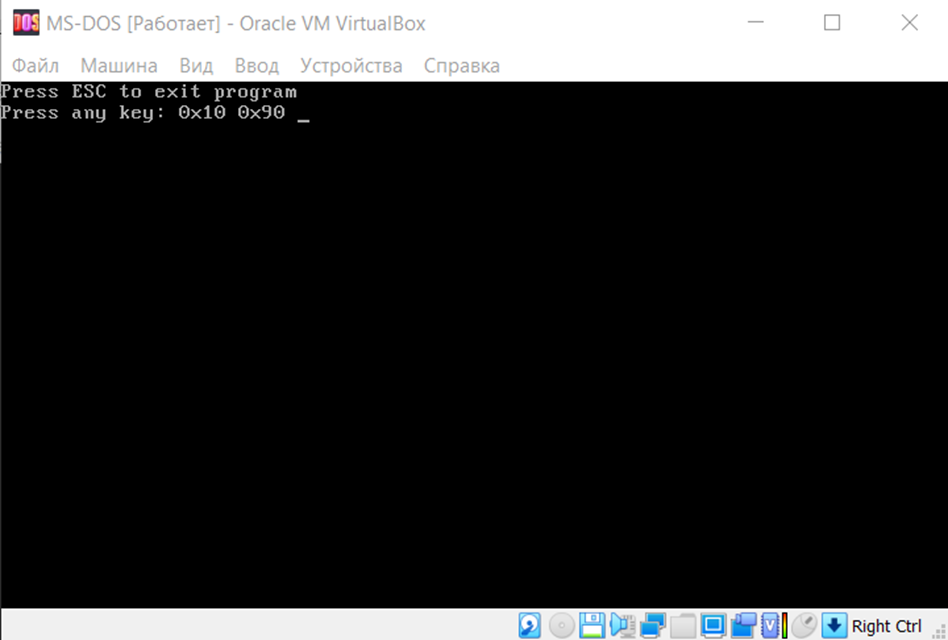 MS-DOS [Работает] - Oracle VM VirtualBox
Файл Машина Вид Ввод Устройства Справка
Press ESC to exit program
Press any key: 0x10 0x90 _
Right Ctrl